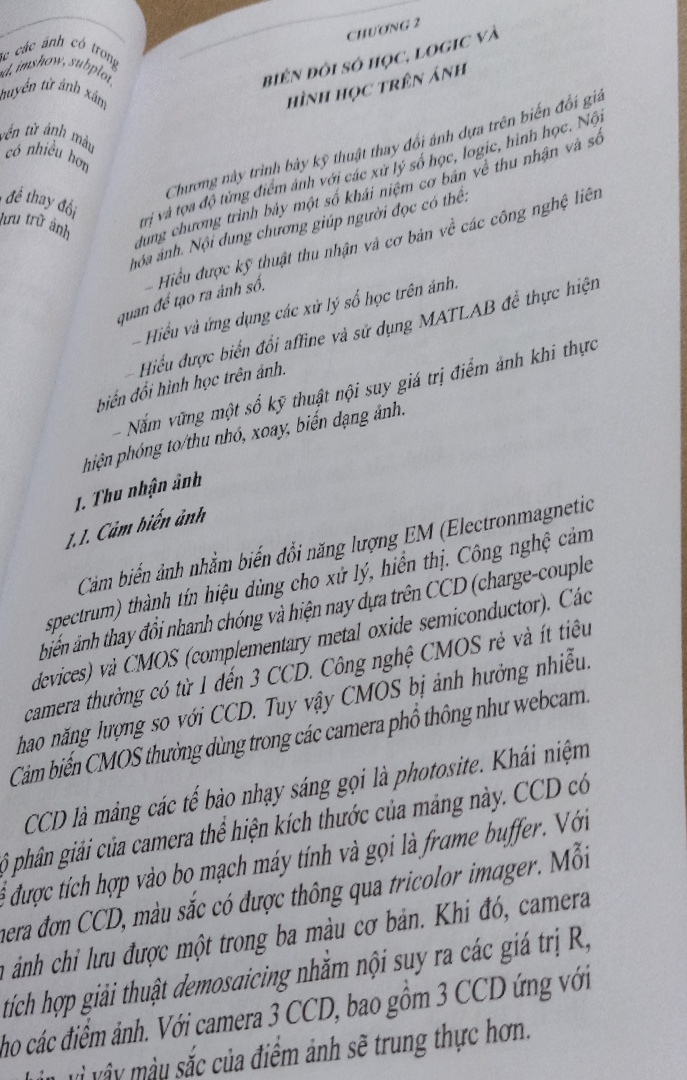 ặc các ảnh có trong
ad, imshow, subplot,
huyển từ ảnh xám
yển từ ảnh màu
có nhiều hơn
để thay đổi
lưu trữ ảnh
CHƯƠNG 2
BIẾN ĐỔI SỐ HỌC, LOGIC VÀ
HÌNH HỌC TRÊN ẢNH
Chương này trình bày kỹ thuật thay đổi ảnh dựa trên biến đổi giá
trị và tọa độ từng điểm ảnh với các xử lý số học, logic, hình học. Nội
dung chương trình bày một số khái niệm cơ bản về thu nhận và số
hóa ảnh. Nội dung chương giúp người đọc có thể:
– Hiểu được kỹ thuật thu nhận và cơ bản về các công nghệ liên
quan để tạo ra ảnh số.
– Hiểu và ứng dụng các xử lý số học trên ảnh.
– Hiểu được biến đổi affine và sử dụng MATLAB để thực hiện
biến đổi hình học trên ảnh.
– Nắm vững một số kỹ thuật nội suy giá trị điểm ảnh khi thực
hiện phóng to/thu nhỏ, xoay, biến dạng ảnh.
1. Thu nhận ảnh
1.1. Cảm biến ảnh
Cảm biến ảnh nhằm biến đổi năng lượng EM (Electronmagnetic
spectrum) thành tín hiệu dùng cho xử lý, hiển thị. Công nghệ cảm
biến ảnh thay đổi nhanh chóng và hiện nay dựa trên CCD (charge-couple
devices) và CMOS (complementary metal oxide semiconductor). Các
camera thường có từ 1 đến 3 CCD. Công nghệ CMOS rẻ và ít tiêu
hao năng lượng so với CCD. Tuy vậy CMOS bị ảnh hưởng nhiễu.
Cảm biến CMOS thường dùng trong các camera phổ thông như webcam.
CCD là mảng các tế bào nhạy sáng gọi là photosite. Khái niệm
ộ phân giải của camera thể hiện kích thước của mảng này. CCD có
ể được tích hợp vào bo mạch máy tính và gọi là frame buffer. Với
mera đơn CCD, màu sắc có được thông qua tricolor imager. Mỗi
ảnh chỉ lưu được một trong ba màu cơ bản. Khi đó, camera
tích hợp giải thuật demosaicing nhằm nội suy ra các giá trị R,
ho các điểm ảnh. Với camera 3 CCD, bao gồm 3 CCD ứng với
vì vậy màu sắc của điểm ảnh sẽ trung thực hơn.